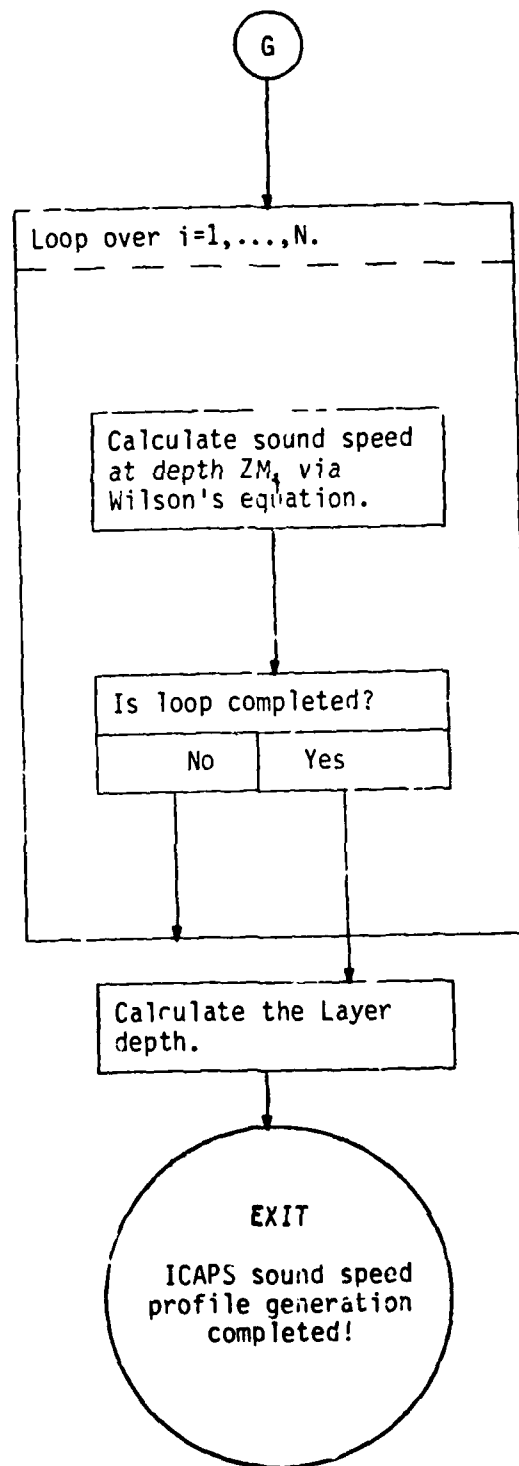 G
Loop over i=1,...,N.
Calculate sound speed
at depth ZMi via
Wilson's equation.
Is loop completed?
No Yes
Calculate the Layer
depth.
EXIT
ICAPS sound speed
profile generation
completed!